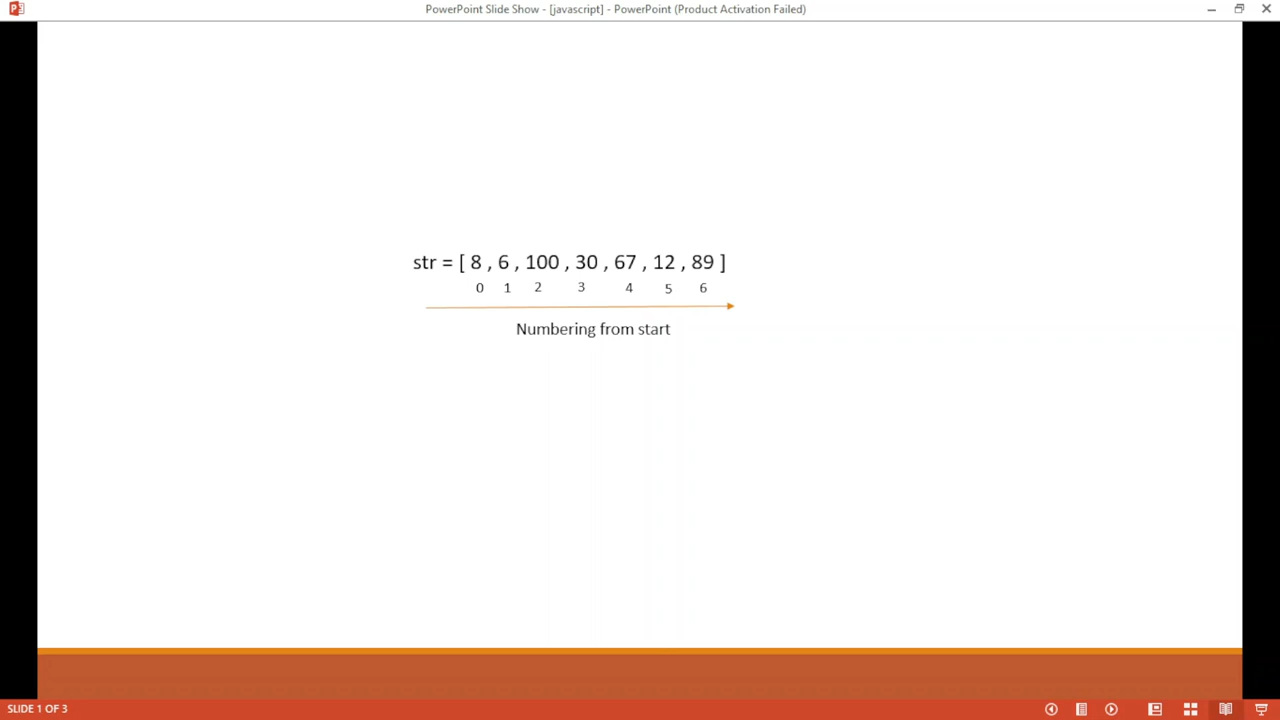 PowerPoint Slide Show - [javascript] - PowerPoint (Product Activation Failed)
str = [ 8 , 6 , 100 , 30 , 67 , 12 , 89 ]
0 1 2 3 4 5 6
Numbering from start
SLIDE 1 OF 3